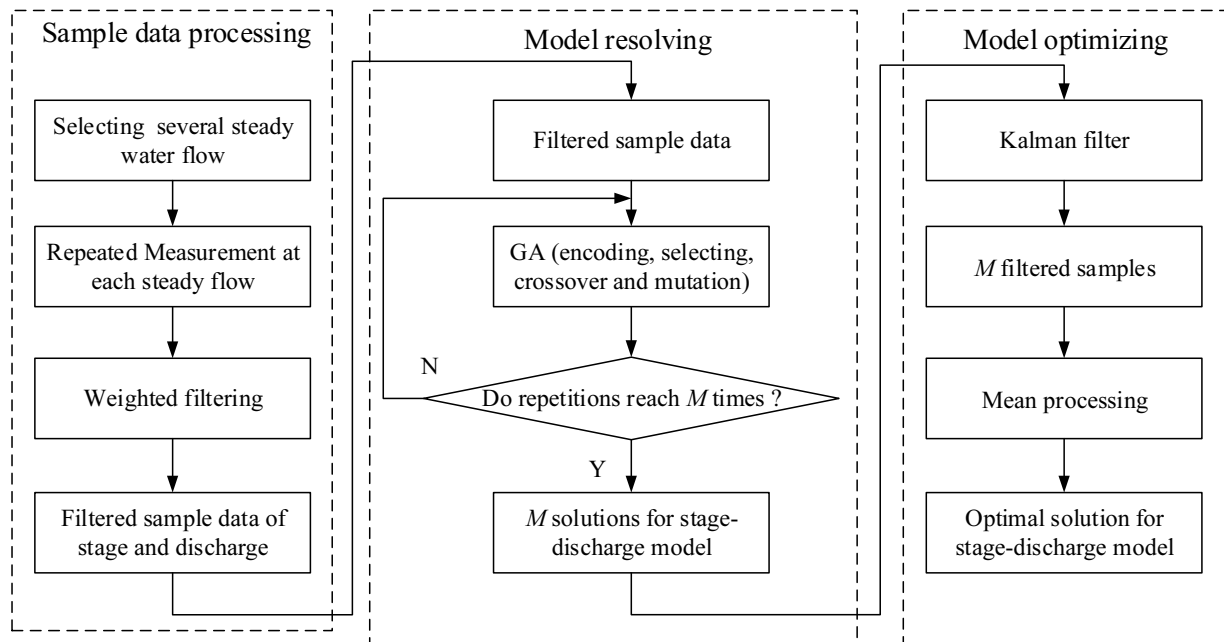 Sample data processing
Selecting several steady
water flow
Repeated Measurement at
each steady flow
Weighted filtering
Filtered sample data of
stage and discharge
Model resolving
Filtered sample data
GA (encoding, selecting,
crossover and mutation)
N
Do repetitions reach M times ?
Y
M solutions for stage-
discharge model
Model optimizing
Kalman filter
M filtered samples
Mean processing
Optimal solution for
stage-discharge model